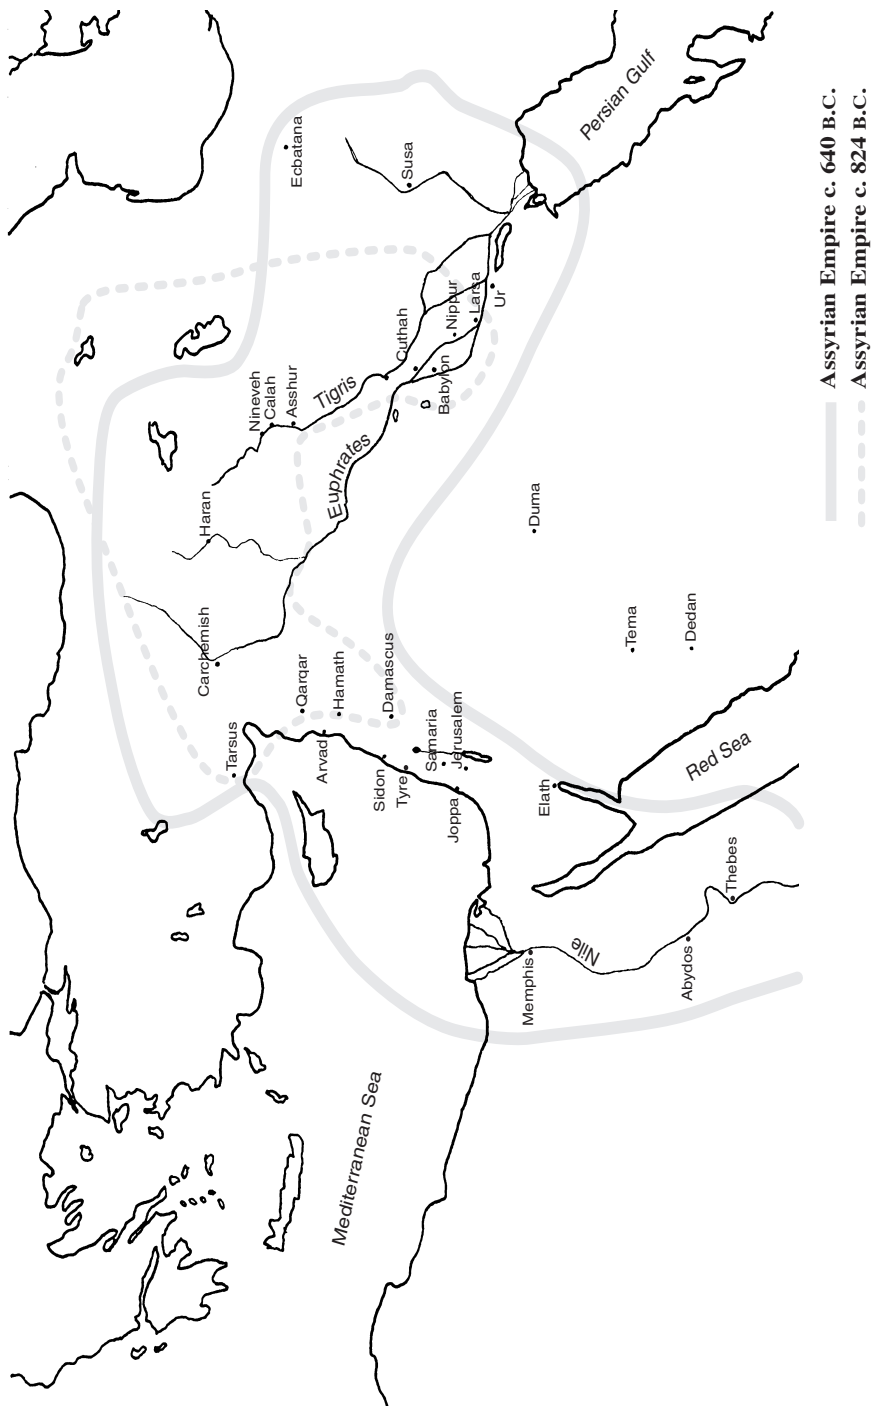 Mediterranean Sea
Tarsus
Carchemish
Haran
Nineveh
Calah
Asshur
Tigris
Euphrates
Ecbatana
Susa
Qarqar
Hamath
Arvad
Damascus
Sidon
Tyre
Samaria
Jerusalem
Joppa
Cuthah
Babylon
Nippur
Larsa
Ur
Persian Gulf
Duma
Tema
Dedan
Elath
Red Sea
Memphis
Nile
Abydos
Thebes
Assyrian Empire c. 640 B.C.
Assyrian Empire c. 824 B.C.